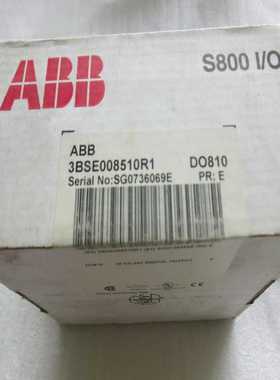 ABB
S800 I/O
ABB
3BSE008510R1 DO810
Serial No:SG0736069E PR: E